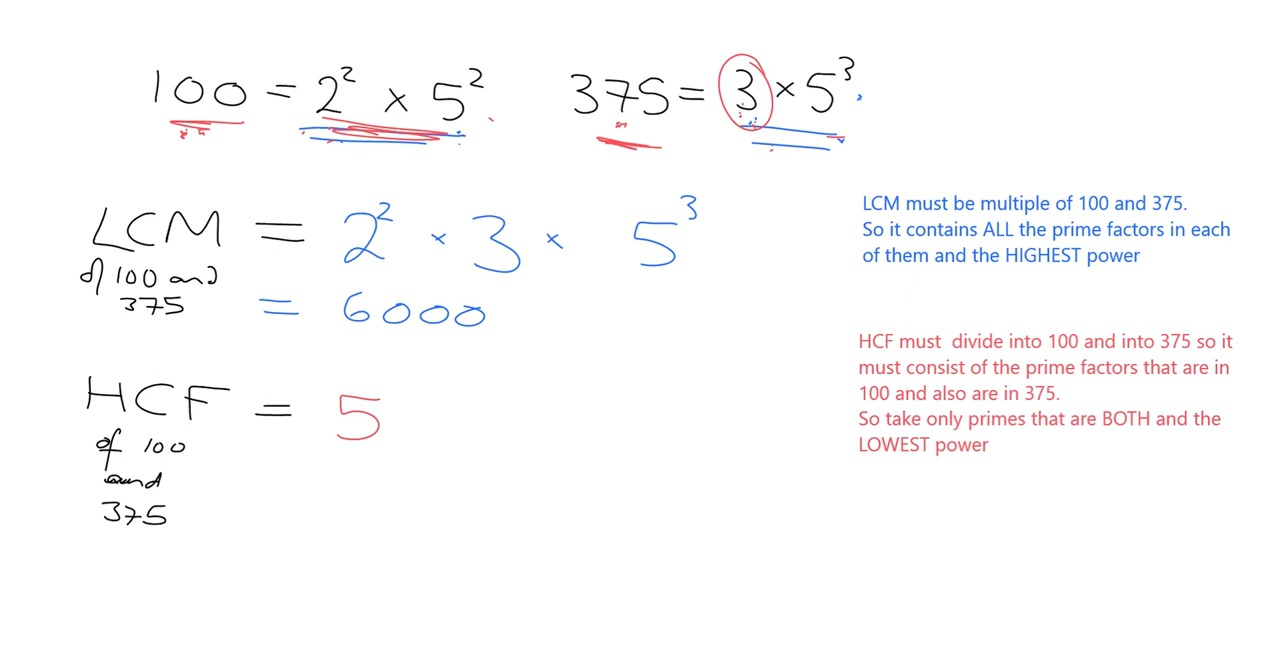 100 = 2² × 5² 375 = 3 × 5³
LCM = 2² × 3 × 5³
of 100 and
375
= 6000
LCM must be multiple of 100 and 375.
So it contains ALL the prime factors in each
of them and the HIGHEST power
HCF = 5
of 100
and
375
HCF must divide into 100 and into 375 so it
must consist of the prime factors that are in
100 and also are in 375.
So take only primes that are BOTH and the
LOWEST power